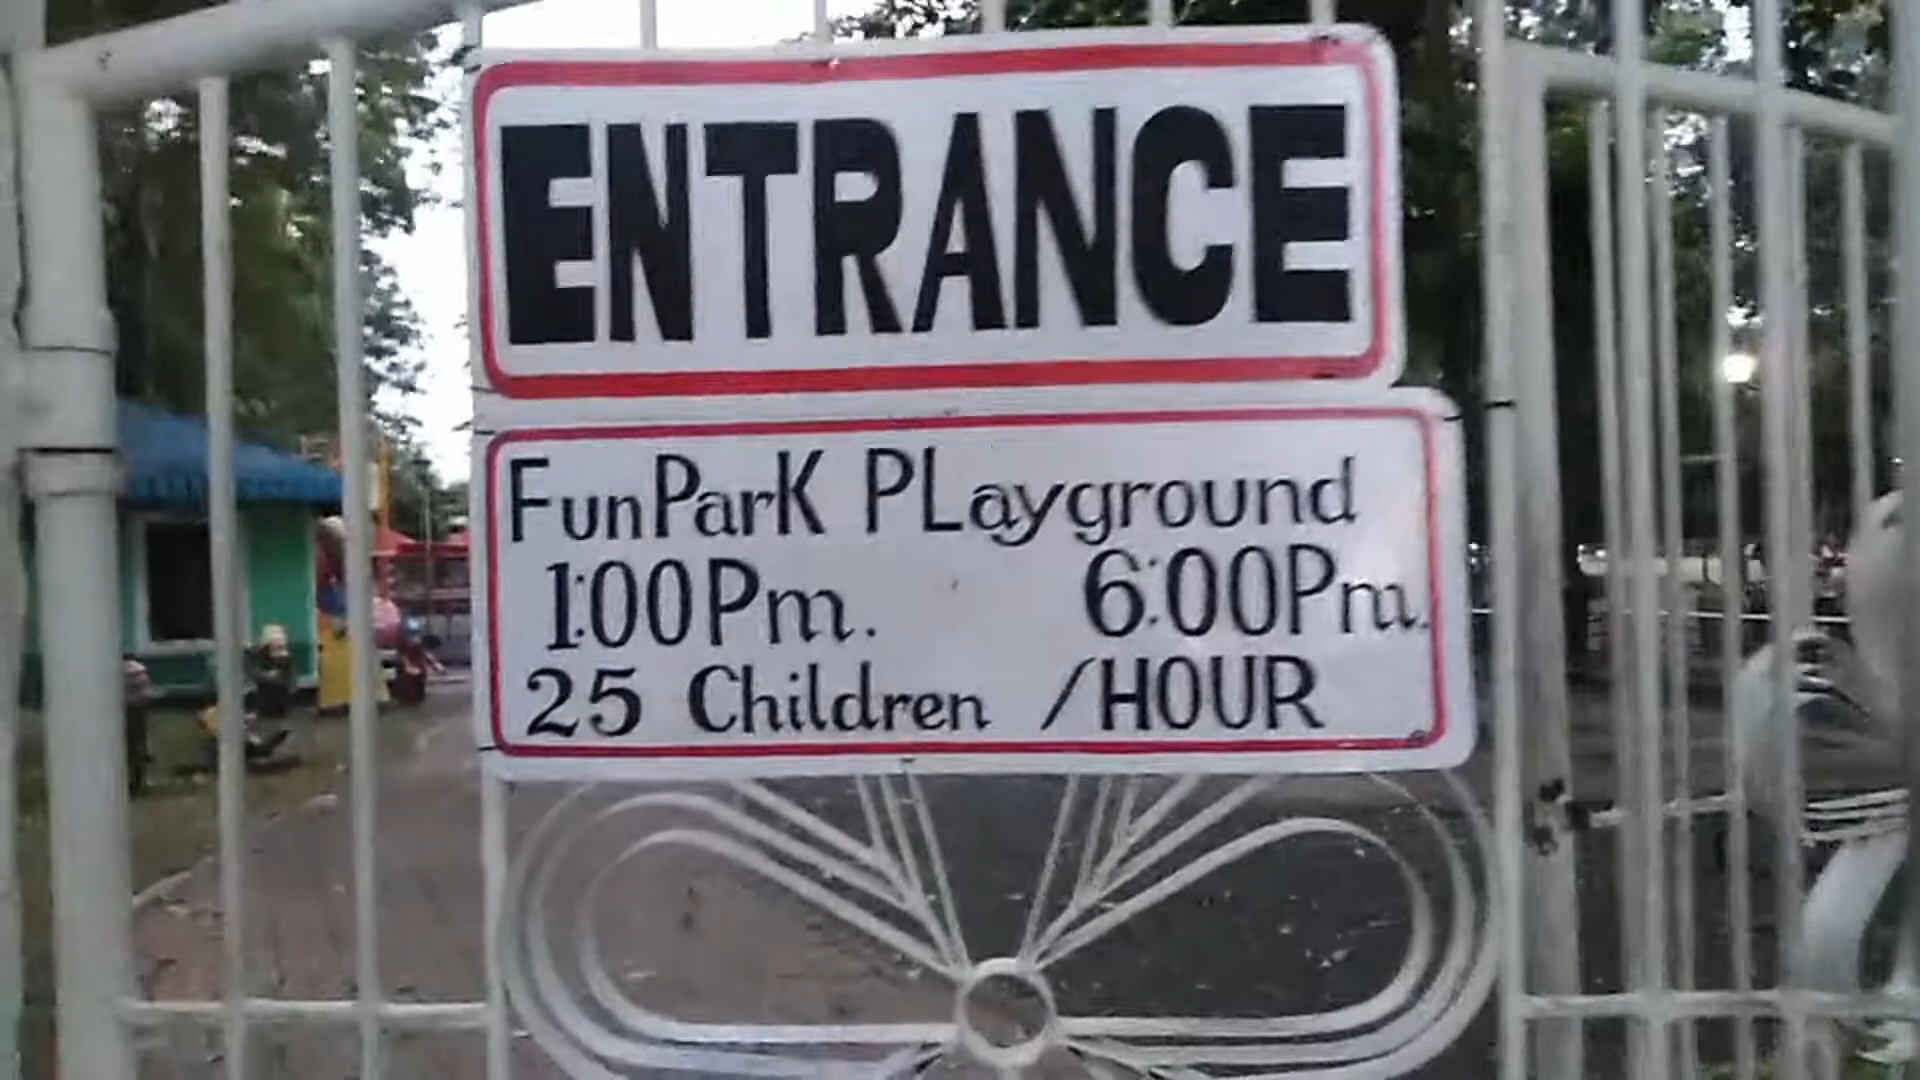 ENTRANCE
FunParK PLayground
1:00Pm. 6:00Pm.
25 Children /HOUR